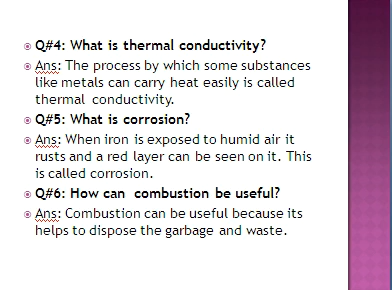 Q#4: What is thermal conductivity?
Ans: The process by which some substances
like metals can carry heat easily is called
thermal conductivity.
Q#5: What is corrosion?
Ans: When iron is exposed to humid air it
rusts and a red layer can be seen on it. This
is called corrosion.
Q#6: How can combustion be useful?
Ans: Combustion can be useful because its
helps to dispose the garbage and waste.